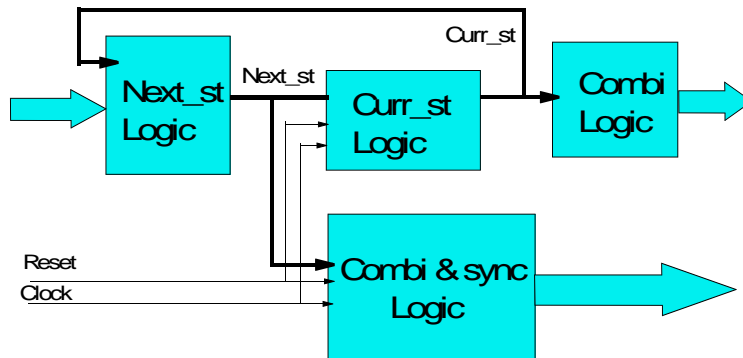 Curr_st
Next_st
Next_st
Logic
Curr_st
Logic
Combi
Logic
Reset
Clock
Combi & sync
Logic